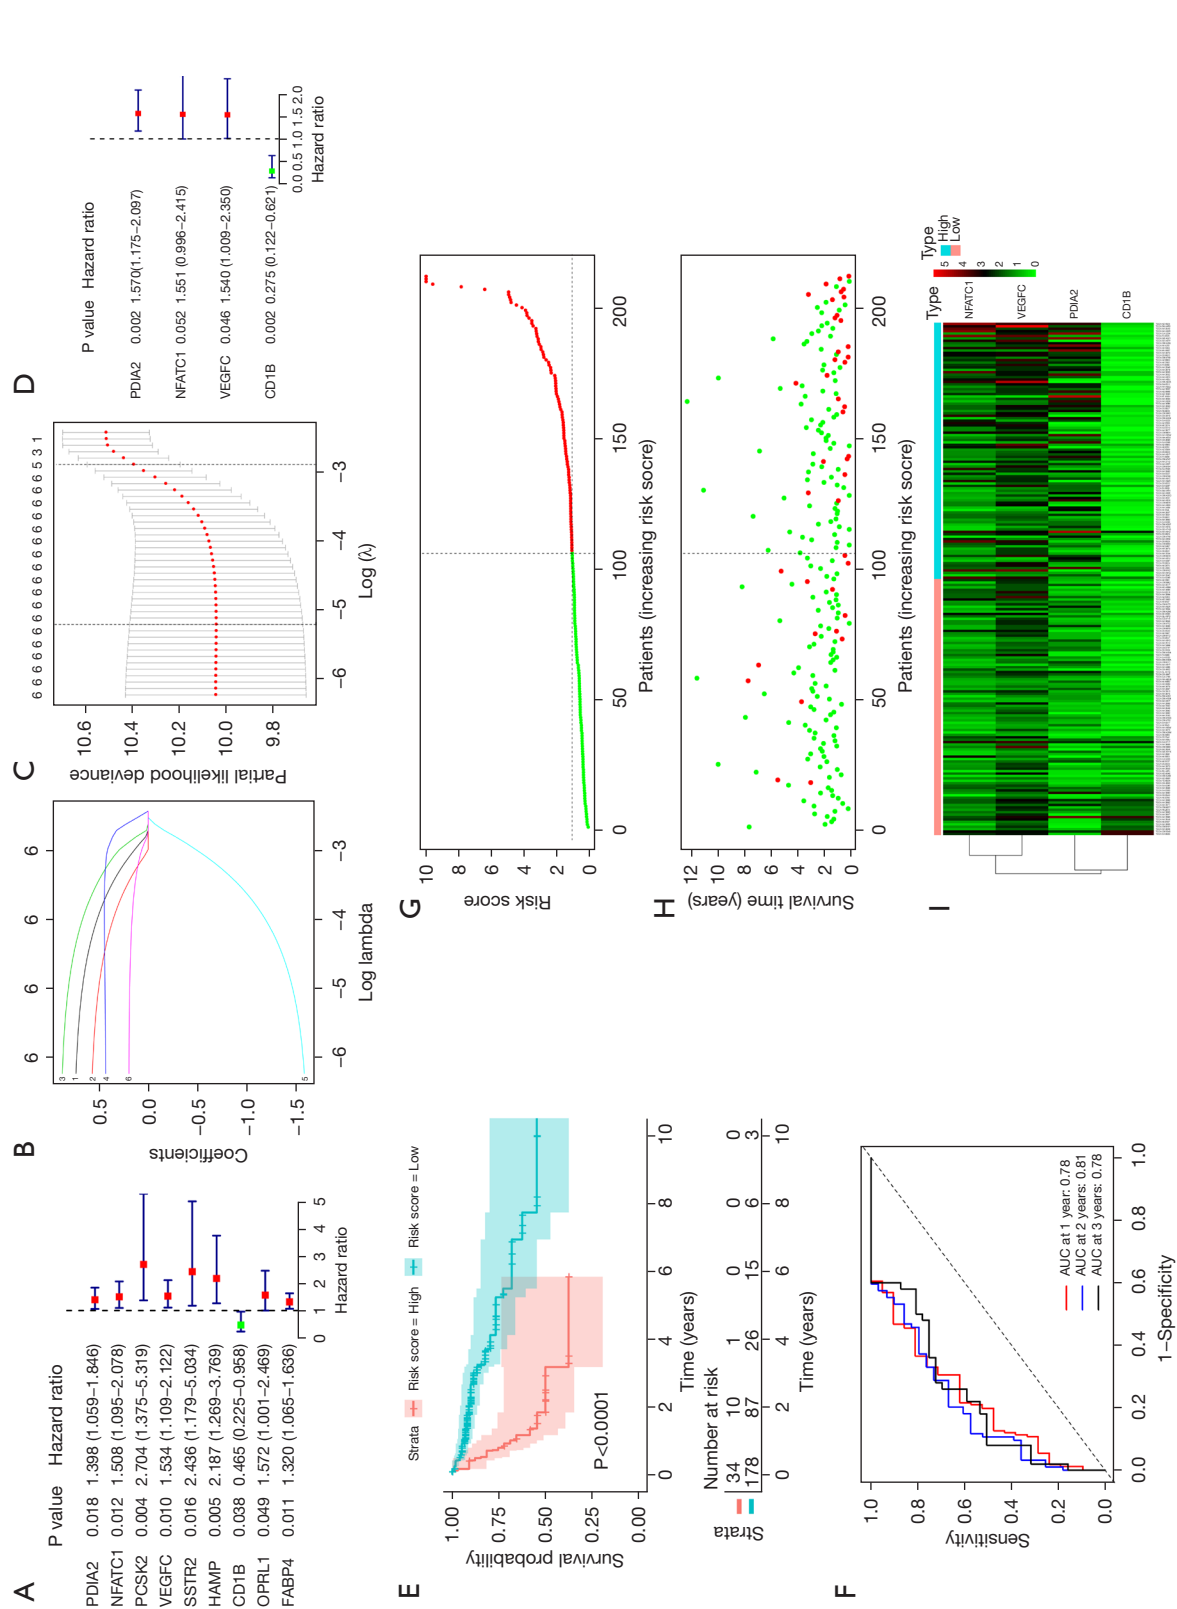 A
P value Hazard ratio
PDIA2 0.018 1.398 (1.059−1.846)
NFATC1 0.012 1.508 (1.095−2.078)
PCSK2 0.004 2.704 (1.375−5.319)
VEGFC 0.010 1.534 (1.109−2.122)
SSTR2 0.016 2.436 (1.179−5.034)
HAMP 0.005 2.187 (1.269−3.769)
CD1B 0.038 0.465 (0.225−0.958)
OPRL1 0.049 1.572 (1.001−2.469)
FABP4 0.011 1.320 (1.065−1.636)
0 1 2 3 4 5
Hazard ratio
B
6 6 6 6
Coefficients
0.5
0.0
−0.5
−1.0
−1.5
3
1
2
4
6
5
−6 −5 −4 −3
Log lambda
C
6 6 6 6 6 6 6 6 6 6 6 6 6 6 6 6 6 5 3 1
Partial likelihood deviance
10.6
10.4
10.2
10.0
9.8
−6 −5 −4 −3
Log (λ)
D
P value Hazard ratio
PDIA2 0.002 1.570(1.175−2.097)
NFATC1 0.052 1.551 (0.996−2.415)
VEGFC 0.046 1.540 (1.009−2.350)
CD1B 0.002 0.275 (0.122−0.621)
0.0 0.5 1.0 1.5 2.0
Hazard ratio
E
Strata Risk score = High Risk score = Low
Survival probability
1.00
0.75
0.50
0.25
0.00
P<0.0001
0 2 4 6 8 10
Time (years)
Number at risk
Strata
34 10 1 0 0 0
178 87 26 15 6 3
0 2 4 6 8 10
Time (years)
F
Sensitivity
1.0
0.8
0.6
0.4
0.2
0.0
AUC at 1 year: 0.78
AUC at 2 years: 0.81
AUC at 3 years: 0.78
0.0 0.2 0.4 0.6 0.8 1.0
1−Specificity
G
Risk score
10
8
6
4
2
0
0 50 100 150 200
Patients (increasing risk socre)
H
Survival time (years)
12
10
8
6
4
2
0
0 50 100 150 200
Patients (increasing risk socre)
I
Type
NFATC1
VEGFC
PDIA2
CD1B
Type
High
Low
5
4
3
2
1
0